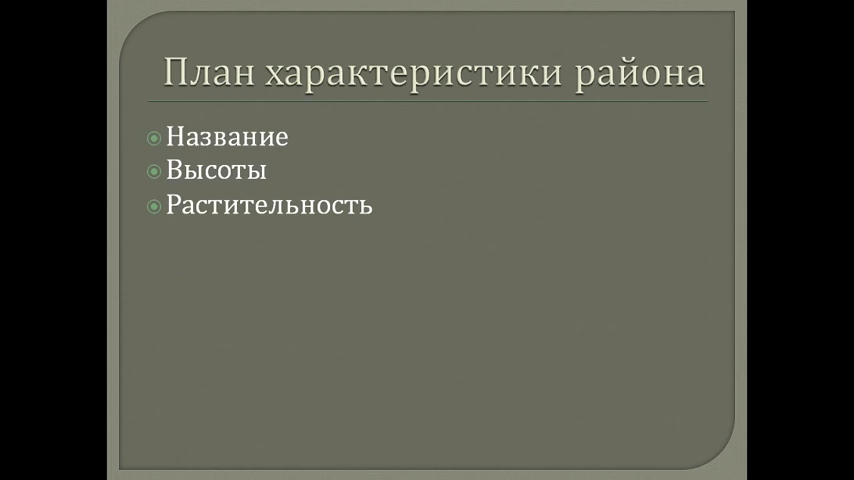 План характеристики района
Название
Высоты
Растительность